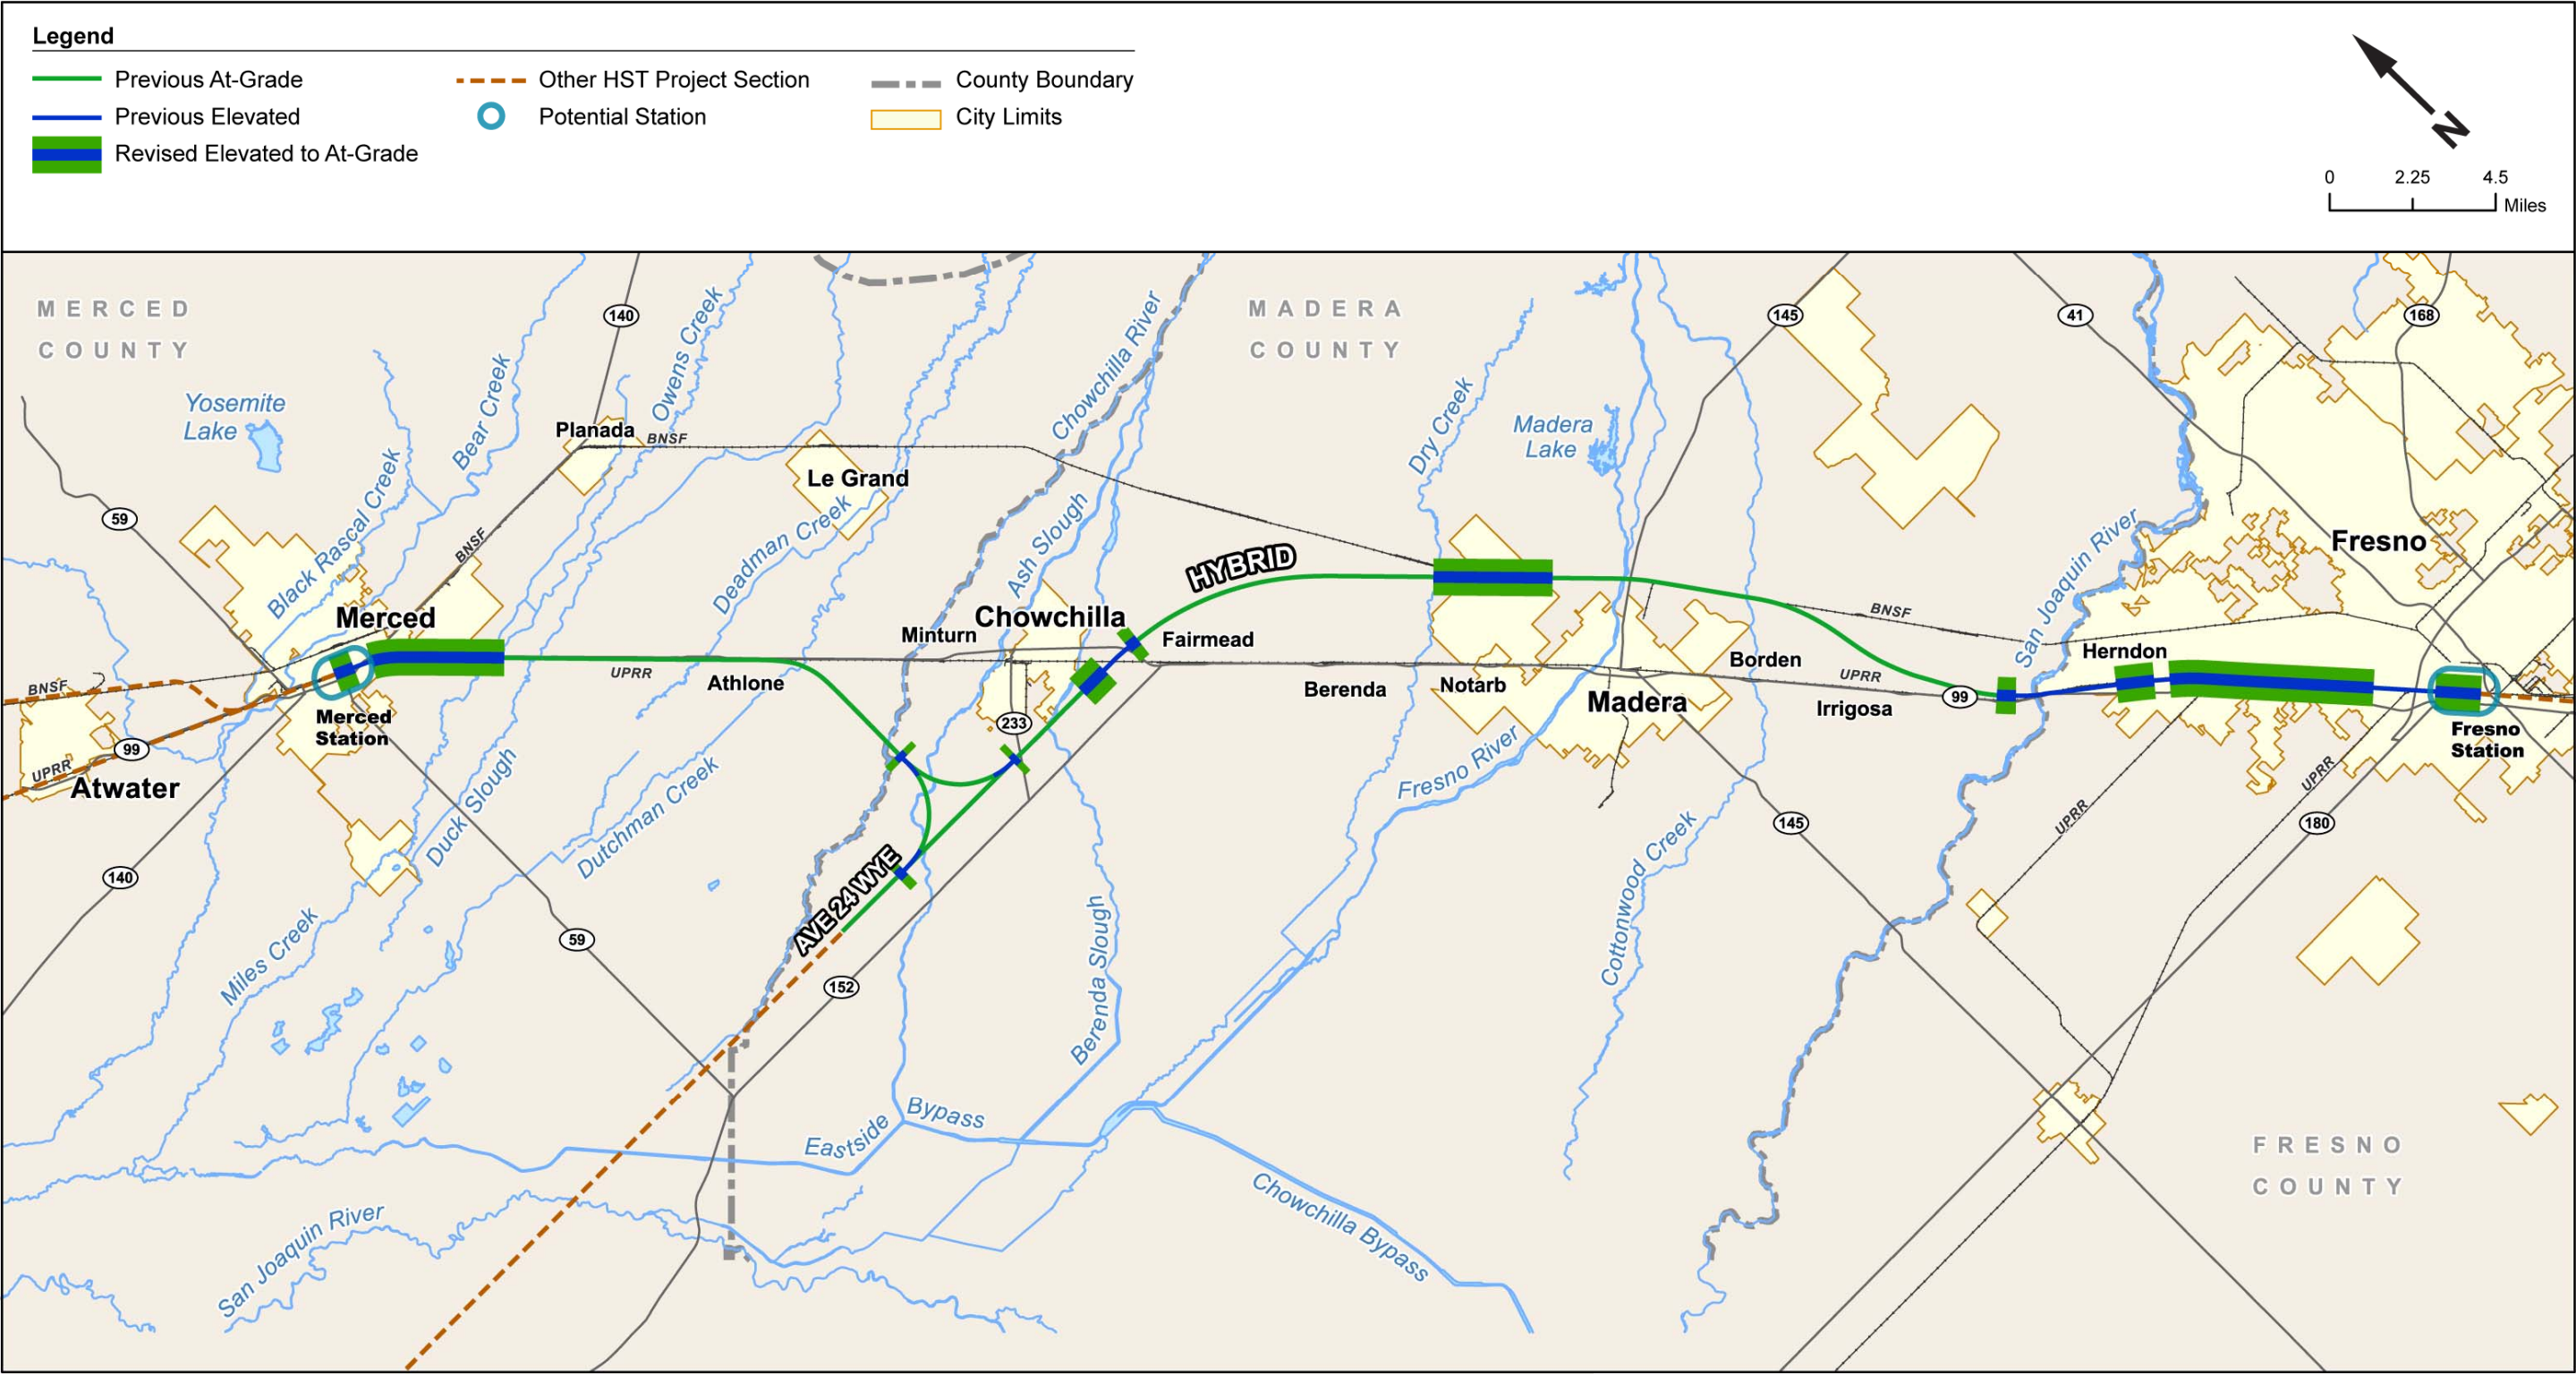 Legend
Previous At-Grade
Previous Elevated
Revised Elevated to At-Grade
Other HST Project Section
Potential Station
County Boundary
City Limits
N
0 2.25 4.5
Miles
MERCED
COUNTY
MADERA
COUNTY
140
145
41
168
Yosemite
Lake
Bear Creek
Owens Creek
Chowchilla River
Planada
BNSF
Dry Creek
Madera
Lake
Le Grand
59
Black Rascal Creek
BNSF
Deadman Creek
Ash Slough
HYBRID
San Joaquin River
Fresno
Merced
Chowchilla
Minturn
Fairmead
BNSF
Herndon
BNSF
UPRR
Athlone
Berenda
Notarb
Madera
Borden
UPRR
Irrigosa
99
Merced
Station
233
Fresno
Station
99
UPRR
Atwater
Duck Slough
Dutchman Creek
Fresno River
UPRR
UPRR
145
180
140
AVE 24 WYE
Cottonwood Creek
Miles Creek
59
152
Berenda Slough
Eastside
Bypass
Chowchilla Bypass
San Joaquin River
FRESNO
COUNTY